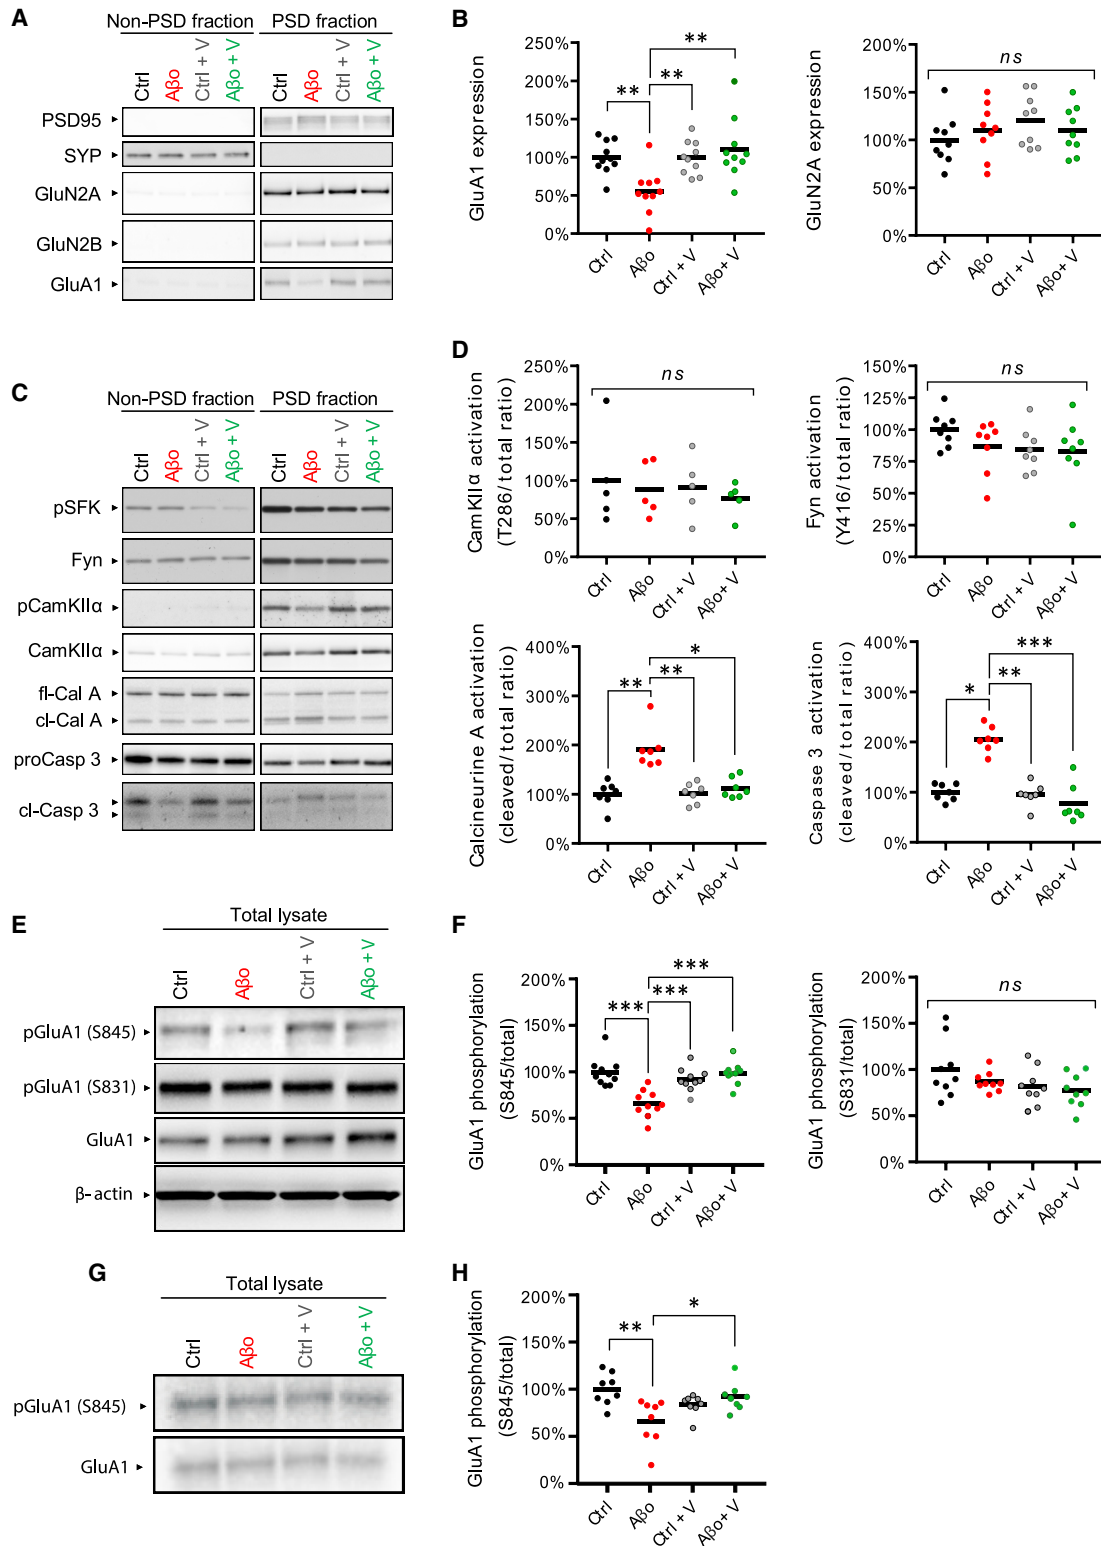 A
Non-PSD fraction PSD fraction
Ctrl Aβo Ctrl + V Aβo + V Ctrl Aβo Ctrl + V Aβo + V
PSD95
SYP
GluN2A
GluN2B
GluA1
B
GluA1 expression
250%
200%
150%
100%
50%
0%
** ** **
Ctrl Aβo Ctrl + V Aβo+ V
GluN2A expression
200%
150%
100%
50%
0%
ns
Ctrl Aβo Ctrl + V Aβo+ V
C
Non-PSD fraction PSD fraction
Ctrl Aβo Ctrl + V Aβo + V Ctrl Aβo Ctrl + V Aβo + V
pSFK
Fyn
pCamKIIα
CamKIIα
fl-Cal A
cl-Cal A
proCasp 3
cl-Casp 3
D
CamKIIα activation
(T286/total ratio)
250%
200%
150%
100%
50%
0%
ns
Ctrl Aβo Ctrl + V Aβo+ V
Fyn activation
(Y416/total ratio)
150%
125%
100%
75%
50%
25%
0%
ns
Ctrl Aβo Ctrl + V Aβo+ V
Calcineurine A activation
(cleaved/total ratio)
400%
300%
200%
100%
0%
** ** *
Ctrl Aβo Ctrl + V Aβo+ V
Caspase 3 activation
(cleaved/total ratio)
400%
300%
200%
100%
0%
* ** ***
Ctrl Aβo Ctrl + V Aβo+ V
E
Total lysate
Ctrl Aβo Ctrl + V Aβo + V
pGluA1 (S845)
pGluA1 (S831)
GluA1
β-actin
F
GluA1 phosphorylation
(S845/total)
200%
150%
100%
50%
0%
*** *** ***
Ctrl Aβo Ctrl + V Aβo+ V
GluA1 phosphorylation
(S831/total)
200%
150%
100%
50%
0%
ns
Ctrl Aβo Ctrl + V Aβo+ V
G
Total lysate
Ctrl Aβo Ctrl + V Aβo + V
pGluA1 (S845)
GluA1
H
GluA1 phosphorylation
(S845/total)
200%
150%
100%
50%
0%
** *
Ctrl Aβo Ctrl + V Aβo+ V